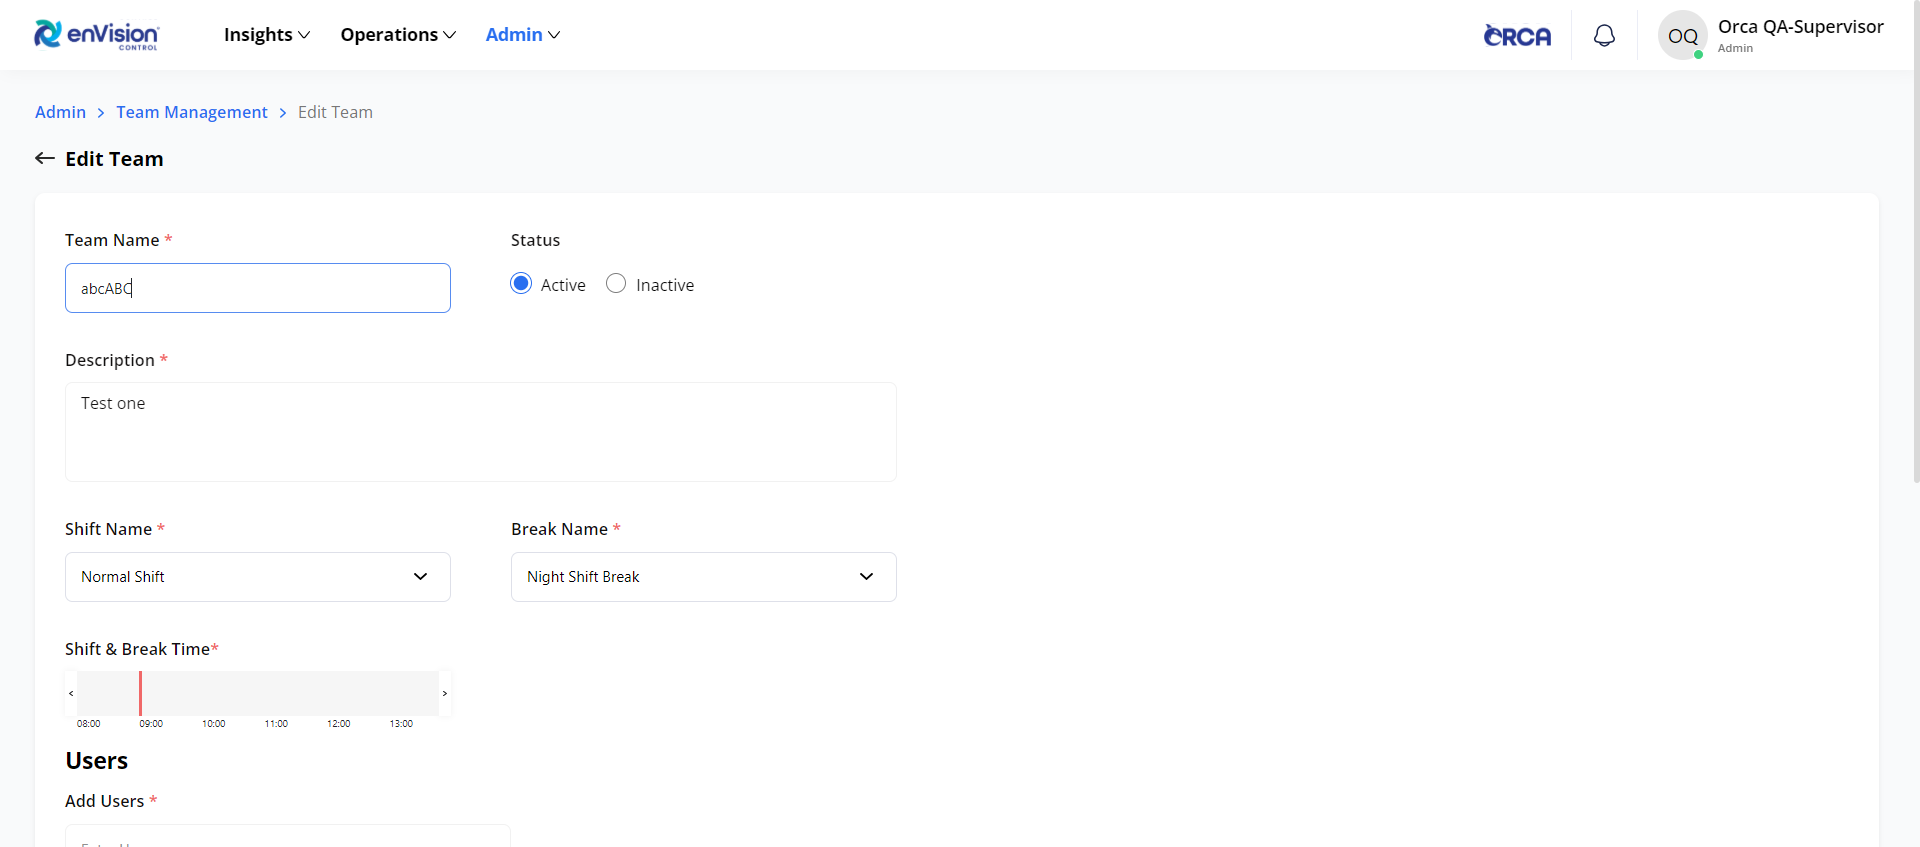 enVision CONTROL Insights Operations Admin ORCA OQ Orca QA-Supervisor
Admin
Admin > Team Management > Edit Team
Edit Team
Team Name * Status
abcABC Active Inactive
Description *
Test one
Shift Name * Break Name *
Normal Shift Night Shift Break
Shift & Break Time*
< >
08:00 09:00 10:00 11:00 12:00 13:00
Users
Add Users *